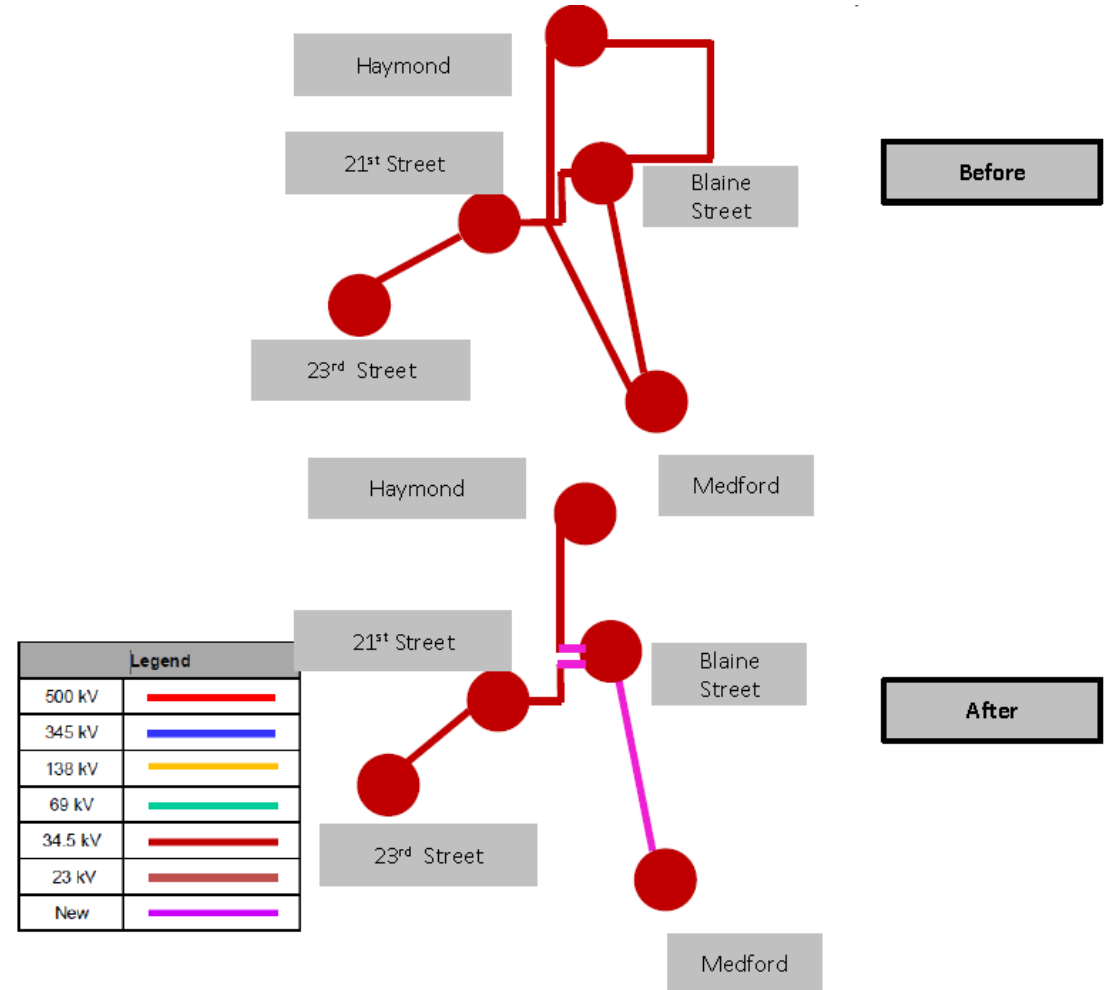 Haymond
21st Street
Before
Blaine
Street
23rd Street
Medford
Haymond
21st Street
Blaine
Street
After
23rd Street
Medford
Legend
500 kV
345 kV
138 kV
69 kV
34.5 kV
23 kV
New